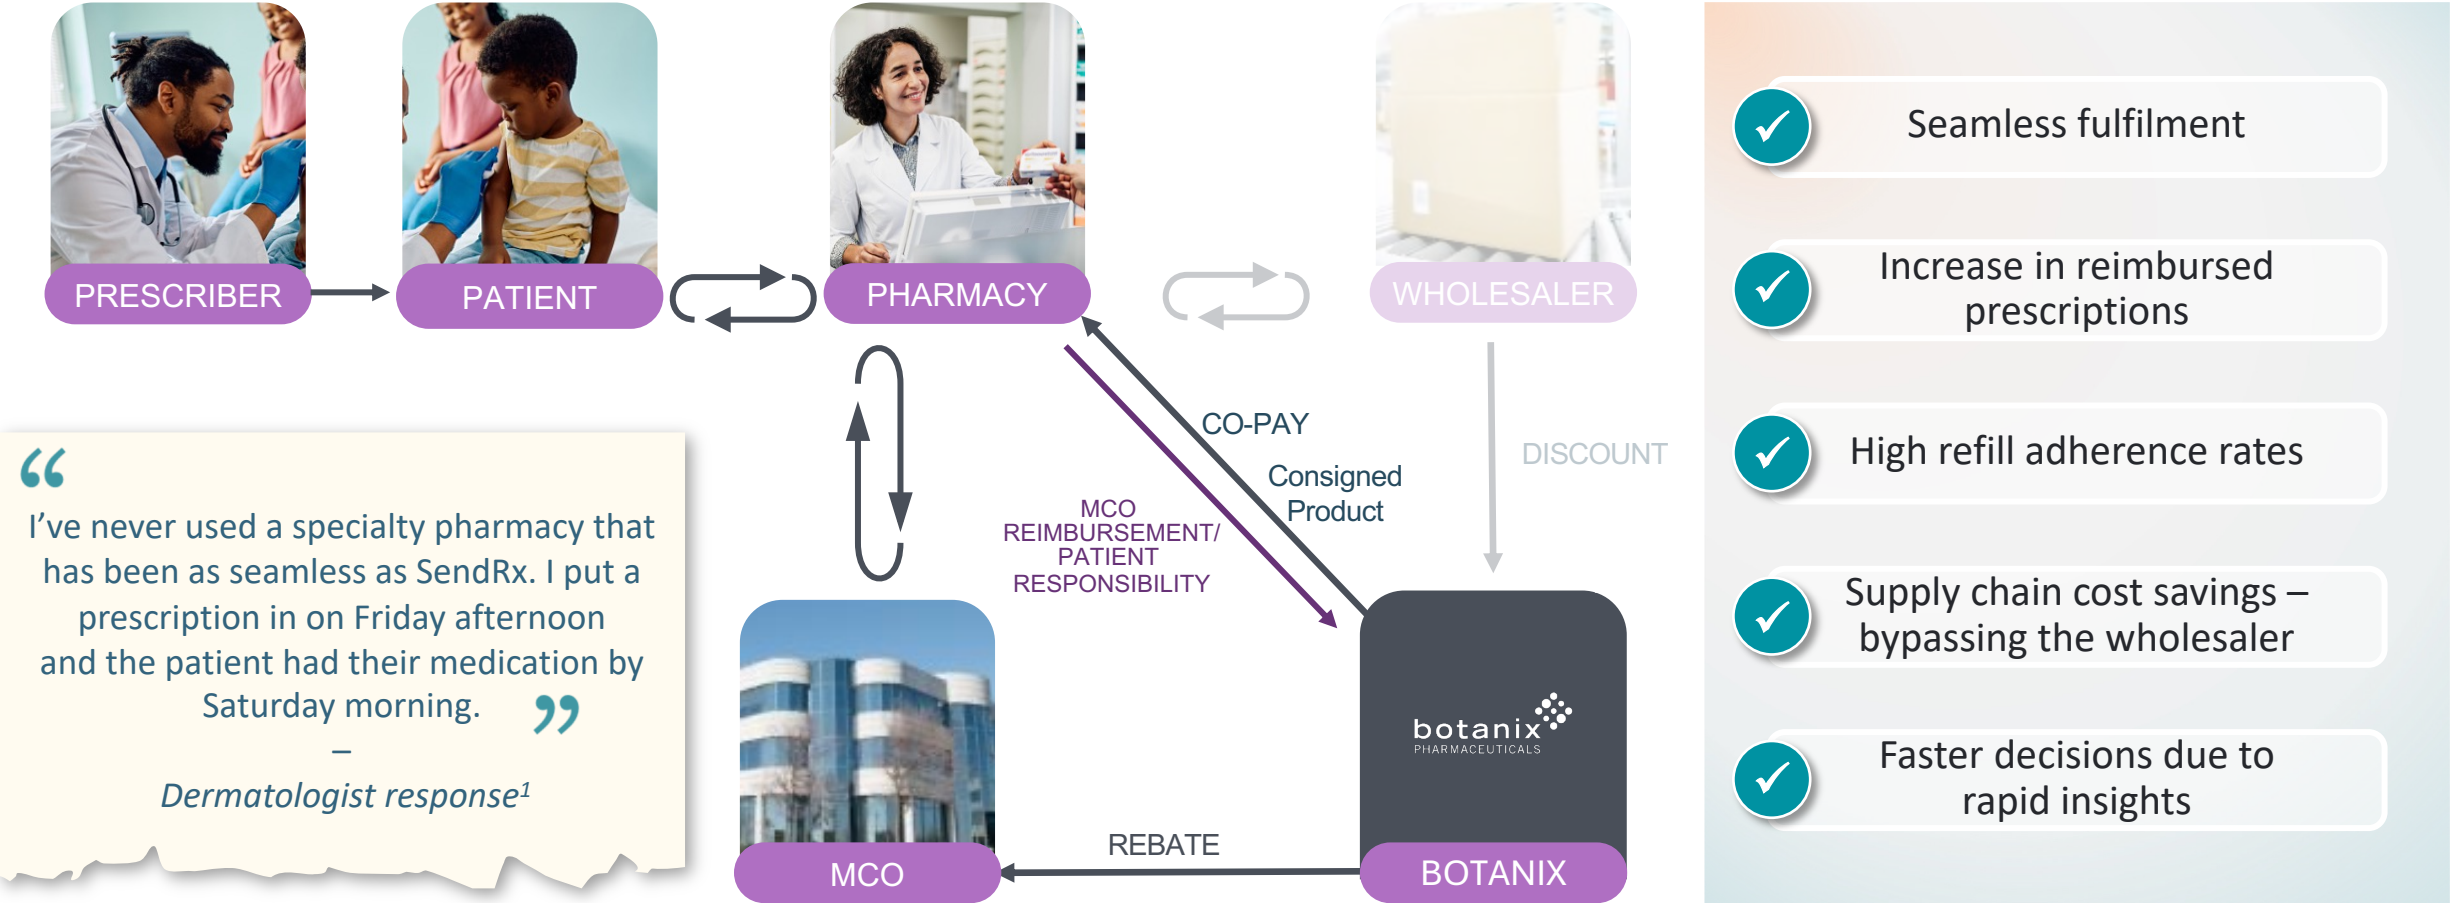 PRESCRIBER
PATIENT
PHARMACY
WHOLESALER
CO-PAY
Consigned
Product
DISCOUNT
MCO
REIMBURSEMENT/
PATIENT
RESPONSIBILITY
“
I’ve never used a specialty pharmacy that
has been as seamless as SendRx. I put a
prescription in on Friday afternoon
and the patient had their medication by
Saturday morning. ”
–
Dermatologist response1
botanix
PHARMACEUTICALS
REBATE
MCO
BOTANIX
Seamless fulfilment
Increase in reimbursed
prescriptions
High refill adherence rates
Supply chain cost savings –
bypassing the wholesaler
Faster decisions due to
rapid insights